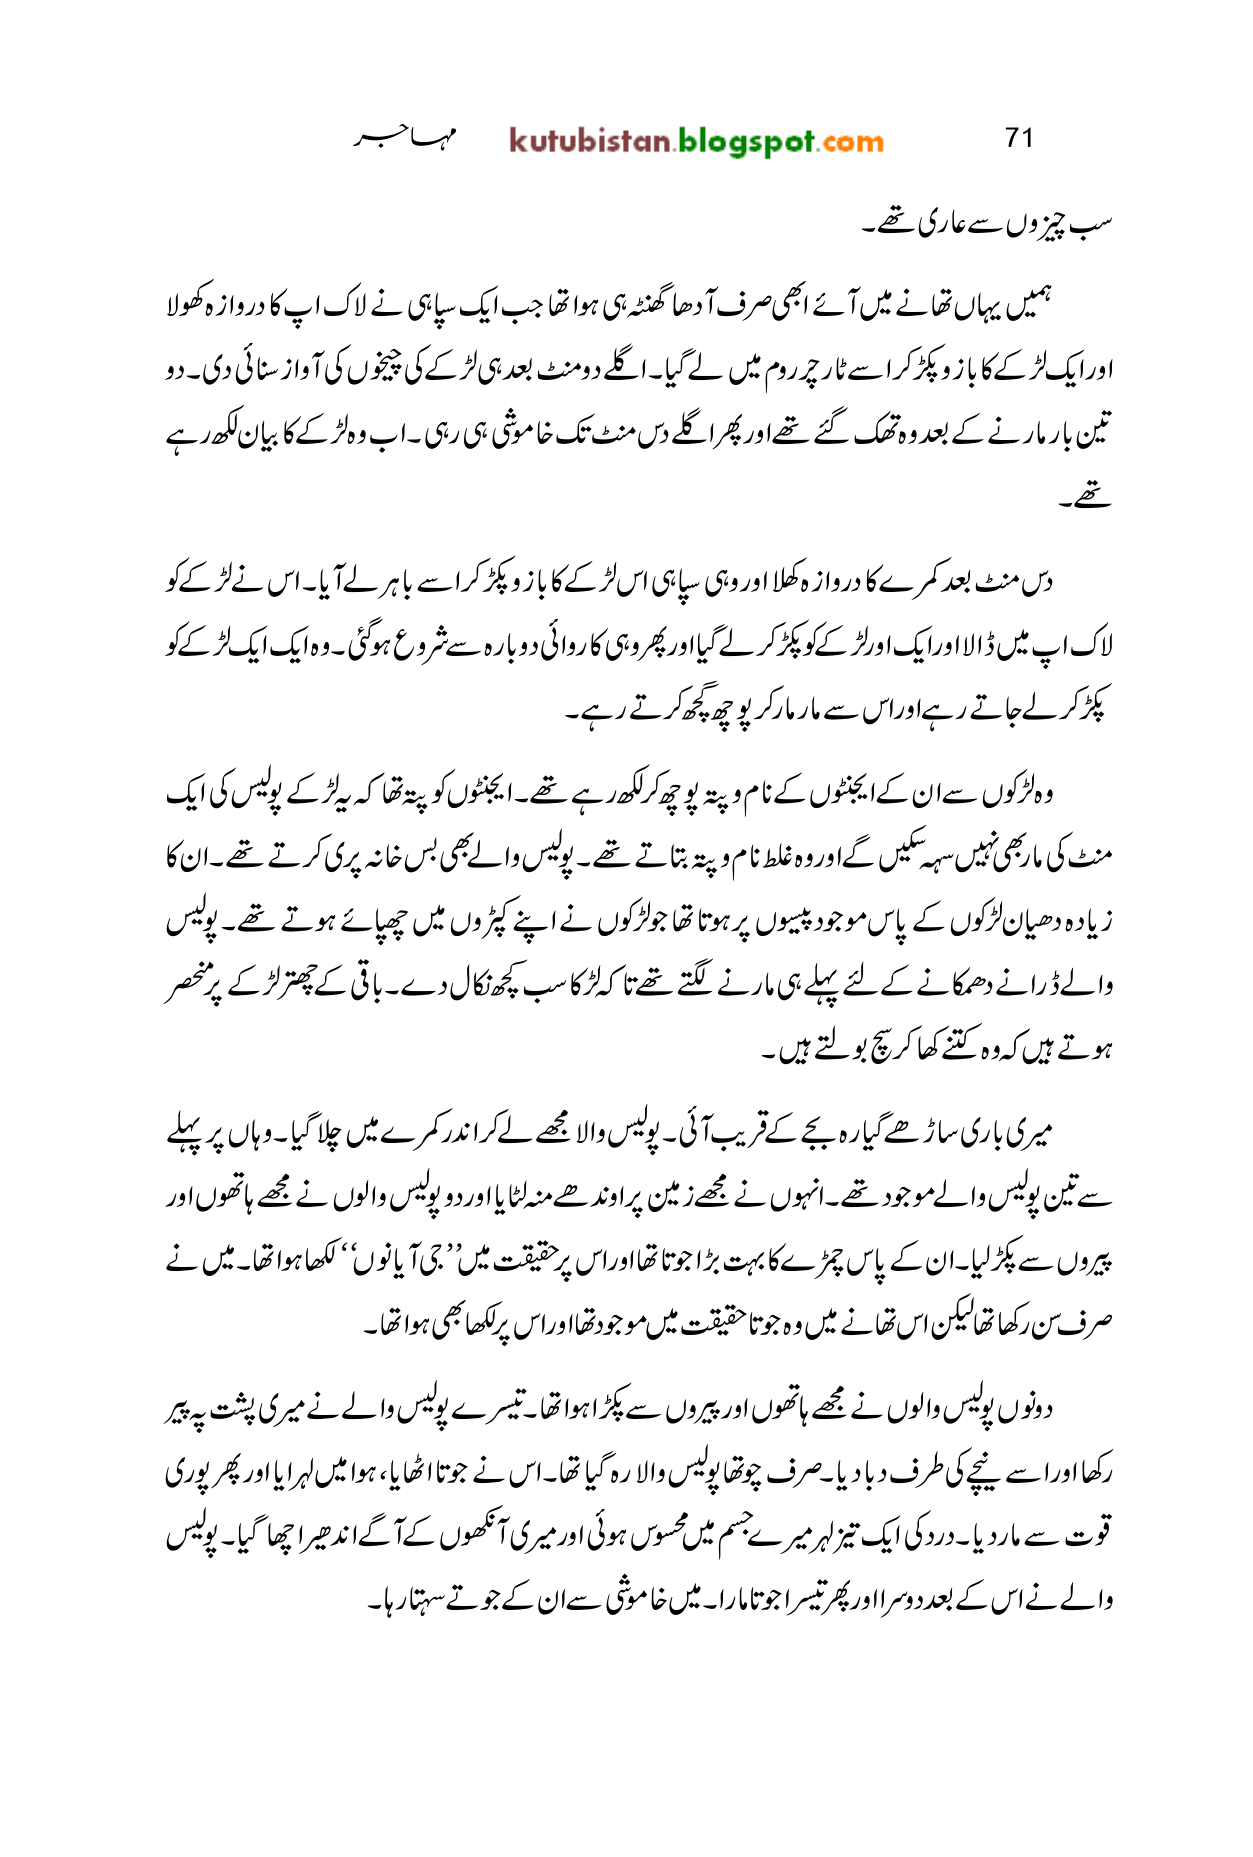 71 kutubistan.blogspot.com مہاجر
سب چیزوں سے عاری تھے۔
ہمیں یہاں تھانے میں آئے ابھی صرف آدھا گھنٹہ ہی ہوا تھا جب ایک سپاہی نے لاک اپ کا دروازہ کھولا
اور ایک لڑکے کا بازو پکڑ کر اسے ٹارچر روم میں لے گیا۔ اگلے دو منٹ بعد ہی لڑکے کی چیخوں کی آواز سنائی دی۔ دو
تین بار مارنے کے بعد وہ تھک گئے تھے اور پھر اگلے دس منٹ تک خاموشی ہی رہی۔ اب وہ لڑکے کا بیان لکھ رہے
تھے۔
دس منٹ بعد کمرے کا دروازہ کھلا اور وہی سپاہی اس لڑکے کا بازو پکڑ کر اسے باہر لے آیا۔ اس نے لڑکے کو
لاک اپ میں ڈالا اور ایک اور لڑکے کو پکڑ کر لے گیا اور پھر وہی کاروائی دوبارہ سے شروع ہو گئی۔ وہ ایک ایک لڑکے کو
پکڑ کر لے جاتے رہے اور اس سے مار مار کر پوچھ گچھ کرتے رہے۔
وہ لڑکوں سے ان کے ایجنٹوں کے نام و پتہ پوچھ کر لکھ رہے تھے۔ ایجنٹوں کو پتہ تھا کہ یہ لڑکے پولیس کی ایک
منٹ کی مار بھی نہیں سہہ سکیں گے اور وہ غلط نام و پتہ بتاتے تھے۔ پولیس والے بھی بس خانہ پری کرتے تھے۔ ان کا
زیادہ دھیان لڑکوں کے پاس موجود پیسوں پر ہوتا تھا جو لڑکوں نے اپنے کپڑوں میں چھپائے ہوتے تھے۔ پولیس
والے ڈرانے دھمکانے کے لئے پہلے ہی مارنے لگتے تھے تاکہ لڑکا سب کچھ نکال دے۔ باقی کے چھتر لڑکے پر منحصر
ہوتے ہیں کہ وہ کتنے کھا کر سچ بولتے ہیں۔
میری باری ساڑھے گیارہ بجے کے قریب آئی۔ پولیس والا مجھے لے کر اندر کمرے میں چلا گیا۔ وہاں پر پہلے
سے تین پولیس والے موجود تھے۔ انہوں نے مجھے زمین پر اوندھے منہ لٹایا اور دو پولیس والوں نے مجھے ہاتھوں اور
پیروں سے پکڑ لیا۔ ان کے پاس چمڑے کا بہت بڑا جوتا تھا اور اس پر حقیقت میں ’’جی آیا نوں‘‘ لکھا ہوا تھا۔ میں نے
صرف سن رکھا تھا لیکن اس تھانے میں وہ جوتا حقیقت میں موجود تھا اور اس پر لکھا بھی ہوا تھا۔
دونوں پولیس والوں نے مجھے ہاتھوں اور پیروں سے پکڑا ہوا تھا۔ تیسرے پولیس والے نے میری پشت پہ پیر
رکھا اور اسے نیچے کی طرف دبا دیا۔ صرف چوتھا پولیس والا رہ گیا تھا۔ اس نے جوتا اٹھایا، ہوا میں لہرایا اور پھر پوری
قوت سے مار دیا۔ درد کی ایک تیز لہر میرے جسم میں محسوس ہوئی اور میری آنکھوں کے آگے اندھیرا چھا گیا۔ پولیس
والے نے اس کے بعد دوسرا اور پھر تیسرا جوتا مارا۔ میں خاموشی سے ان کے جوتے سہتا رہا۔